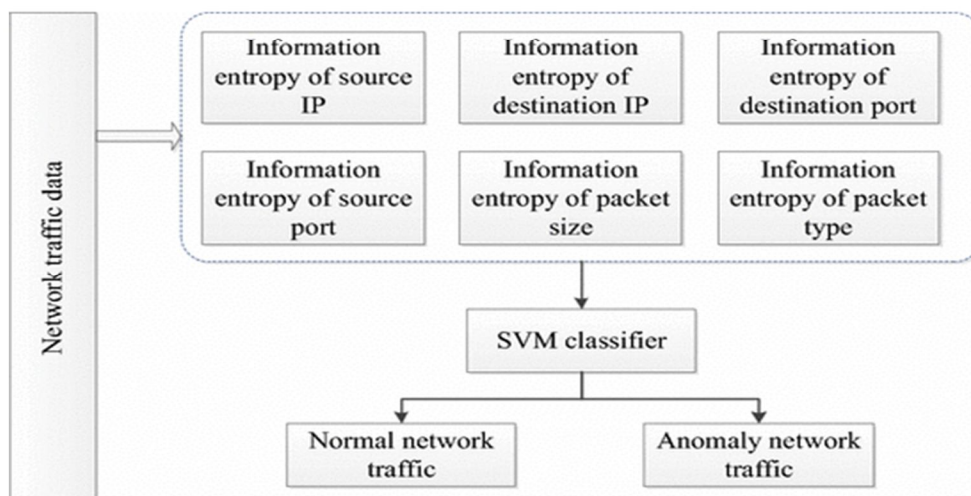 Network traffic data
Information
entropy of source
IP
Information
entropy of
destination IP
Information
entropy of
destination port
Information
entropy of source
port
Information
entropy of packet
size
Information
entropy of packet
type
SVM classifier
Normal network
traffic
Anomaly network
traffic